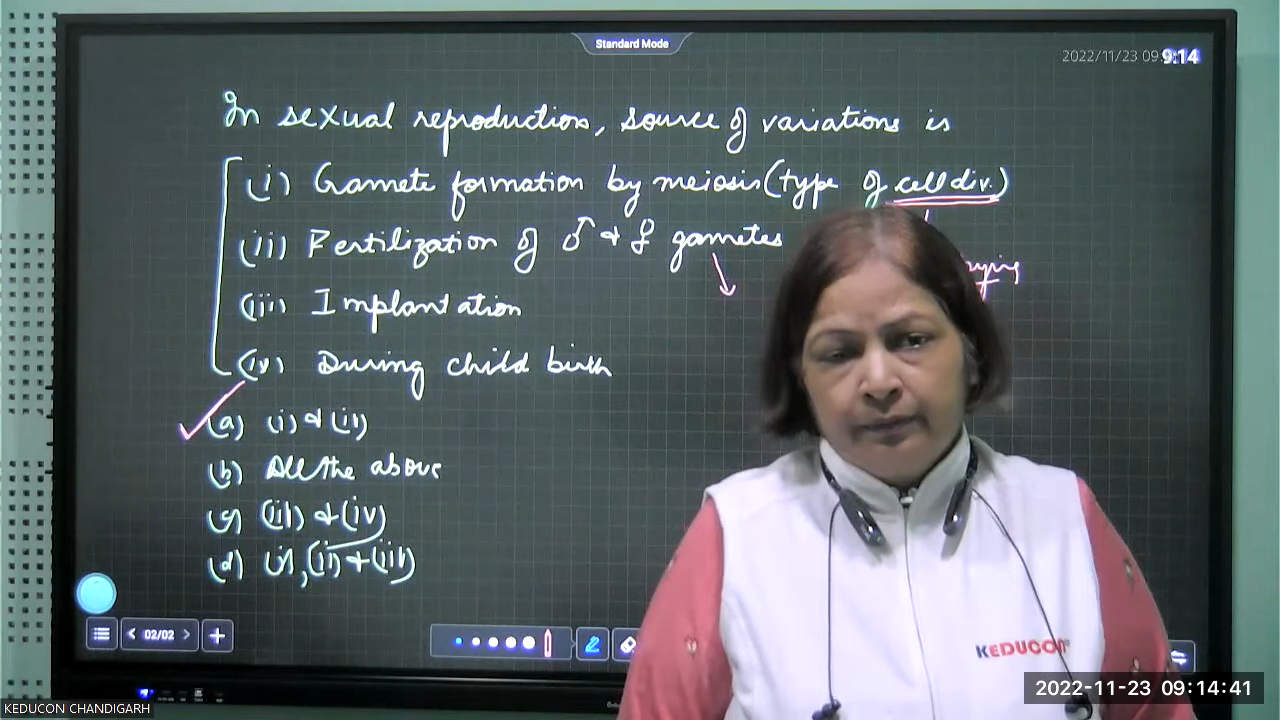 Standard Mode
2022/11/23 09: 9:14
In sexual reproduction, source of variations is
(i) Gamete formation by meiosis (type of cell div.)
(ii) Fertilization of ♂ & ♀ gametes
(iii) Implantation
(iv) During child birth
(a) (i) & (ii)
(b) All the above
(c) (iii) & (iv)
(d) (i), (ii) & (iii)
02/02
KEDUCON
2022-11-23 09:14:41
KEDUCON CHANDIGARH